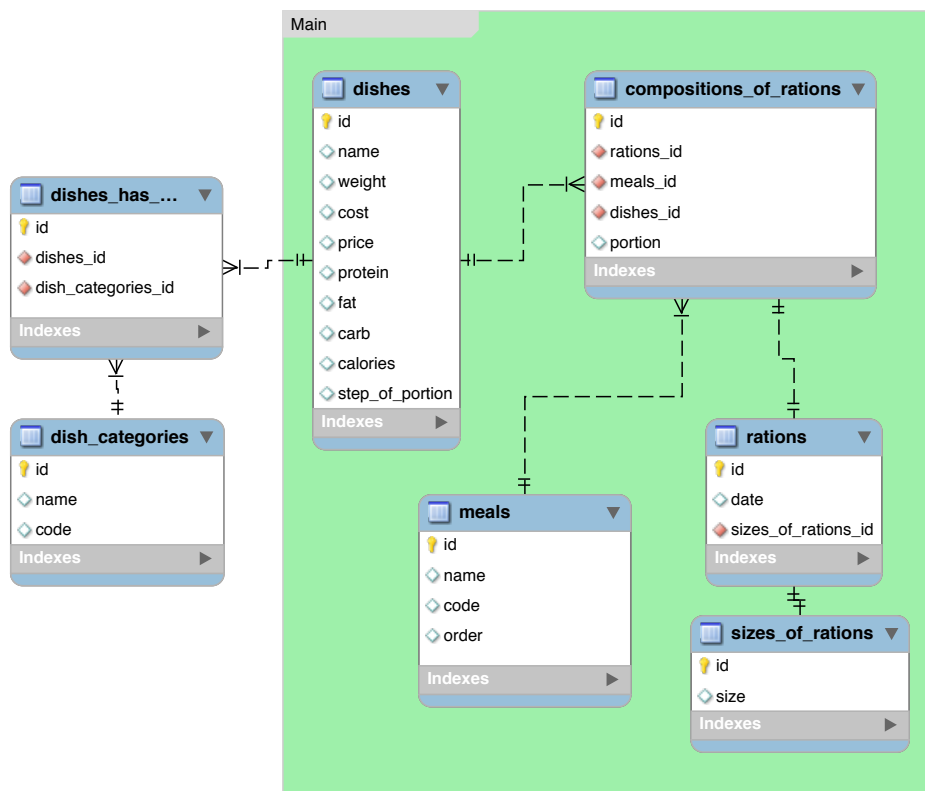 Main
dishes
id
name
weight
cost
price
protein
fat
carb
calories
step_of_portion
Indexes
compositions_of_rations
id
rations_id
meals_id
dishes_id
portion
Indexes
dishes_has_...
id
dishes_id
dish_categories_id
Indexes
dish_categories
id
name
code
Indexes
meals
id
name
code
order
Indexes
rations
id
date
sizes_of_rations_id
Indexes
sizes_of_rations
id
size
Indexes